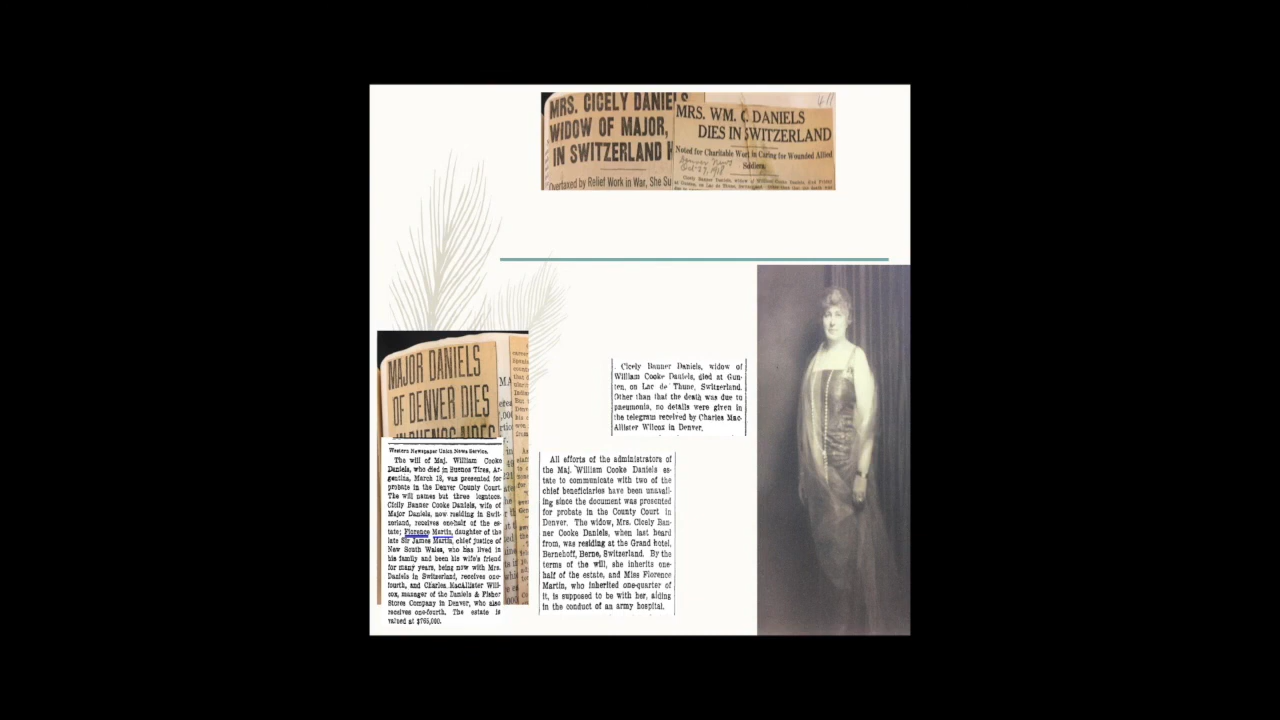 MRS. CICELY DANIELS
WIDOW OF MAJOR,
IN SWITZERLAND
Overtaxed by Relief Work in War, She Su
MRS. WM. C. DANIELS
DIES IN SWITZERLAND
Noted for Charitable Work in Caring for Wounded Allied
Soldiers
Denver News
Oct-27, 1918
MAJOR DANIELS
OF DENVER DIES
IN BUENOS AIRES
Western Newspaper Union News Service.
The will of Maj. William Cooke
Daniels, who died in Buenos Tires, Ar-
gentina, March 18, was presented for
probate in the Denver County Court.
The will names but three legatees.
Cicily Banner Cooke Daniels, wife of
Major Daniels, now residing in Swit-
zerland, receives one-half of the es-
tate; Florence Martin, daughter of the
late Sir James Martin, chief justice of
New South Wales, who has lived in
his family and been his wife's friend
for many years, being now with Mrs.
Daniels in Switzerland, receives one-
fourth, and Charles MacAllister Will-
cox, manager of the Daniels & Fisher
Stores Company in Denver, who also
receives one-fourth. The estate is
valued at $765,000.
Cicely Banner Daniels, widow of
William Cooke Daniels, died at Gun-
ten, on Lac de Thune, Switzerland.
Other than that the death was due to
pneumonia, no details were given in
the telegram received by Charles Mac-
Allister Wilcox in Denver.
All efforts of the administrators of
the Maj. William Cooke Daniels es-
tate to communicate with two of the
chief beneficiaries have been unavail-
ing since the document was presented
for probate in the County Court in
Denver. The widow, Mrs. Cicely Ban-
ner Cooke Daniels, when last heard
from, was residing at the Grand hotel,
Bernehoff, Berne, Switzerland. By the
terms of the will, she inherits one-
half of the estate, and Miss Florence
Martin, who inherited one-quarter of
it, is supposed to be with her, aiding
in the conduct of an army hospital.